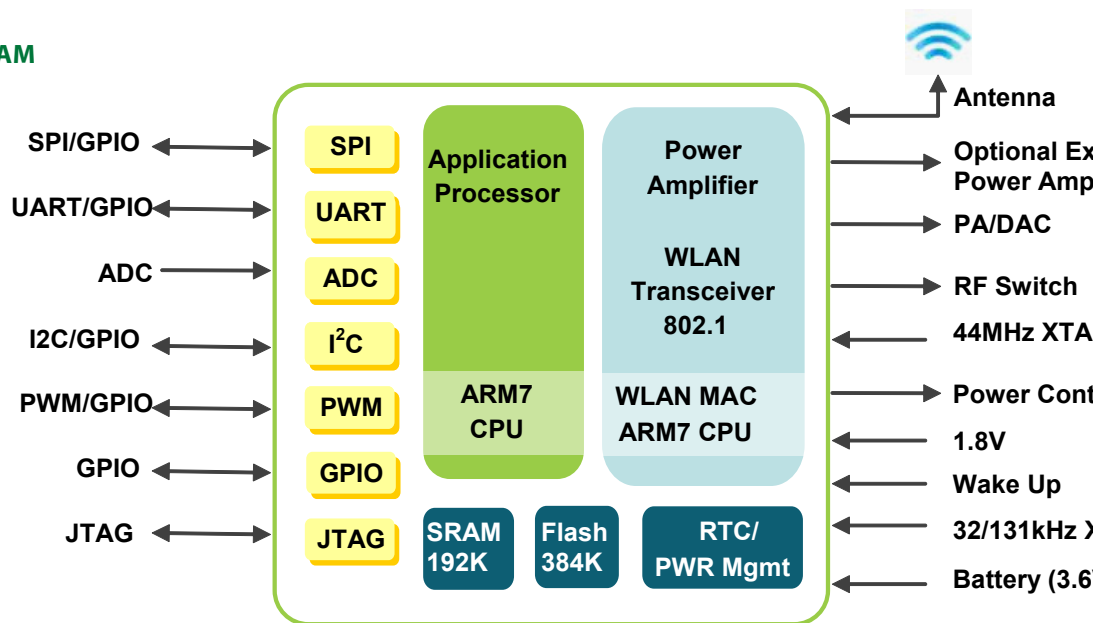 AM
SPI/GPIO
UART/GPIO
ADC
I2C/GPIO
PWM/GPIO
GPIO
JTAG
SPI
UART
ADC
I²C
PWM
GPIO
JTAG
Application
Processor
ARM7
CPU
Power
Amplifier
WLAN
Transceiver
802.1
WLAN MAC
ARM7 CPU
SRAM
192K
Flash
384K
RTC/
PWR Mgmt
Antenna
Optional Ex
Power Amp
PA/DAC
RF Switch
44MHz XTA
Power Cont
1.8V
Wake Up
32/131kHz X
Battery (3.6